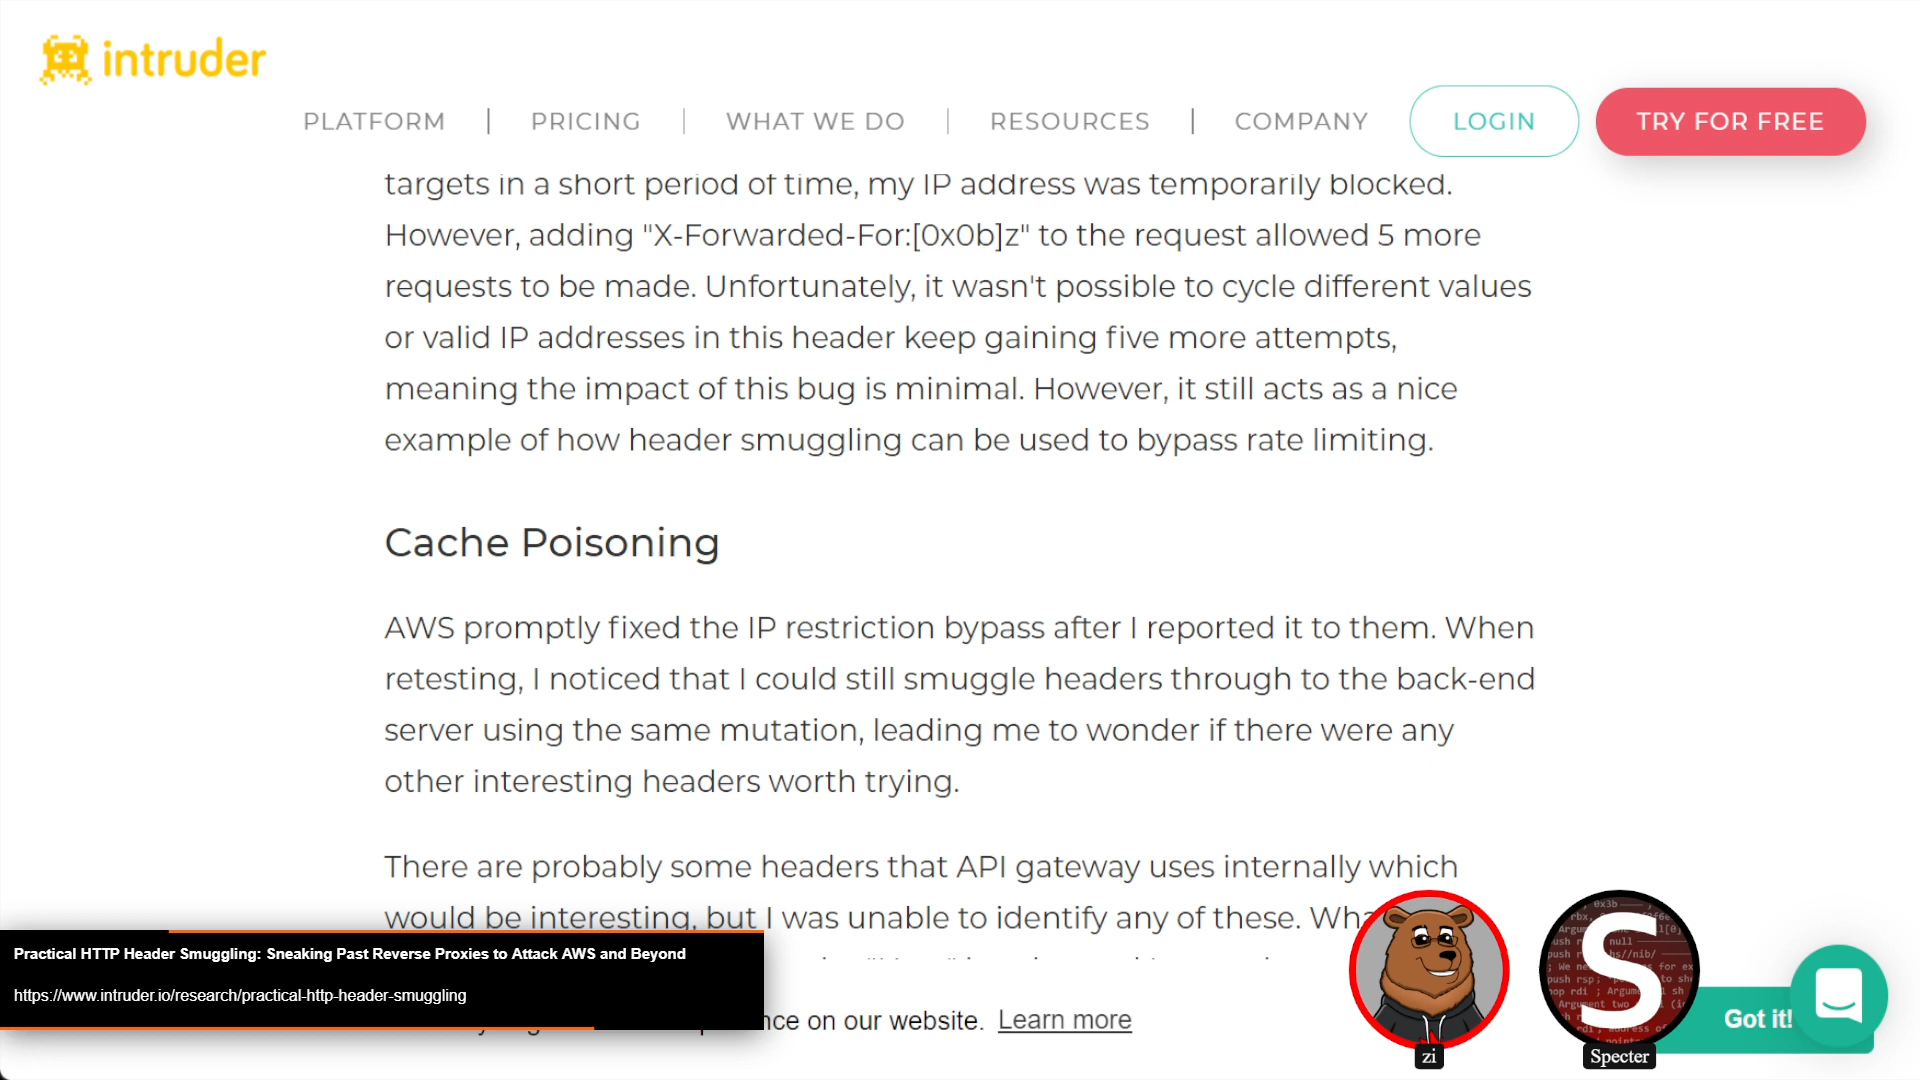 intruder
PLATFORM | PRICING | WHAT WE DO | RESOURCES | COMPANY
LOGIN
TRY FOR FREE
targets in a short period of time, my IP address was temporarily blocked.
However, adding "X-Forwarded-For:[0x0b]z" to the request allowed 5 more
requests to be made. Unfortunately, it wasn't possible to cycle different values
or valid IP addresses in this header keep gaining five more attempts,
meaning the impact of this bug is minimal. However, it still acts as a nice
example of how header smuggling can be used to bypass rate limiting.
Cache Poisoning
AWS promptly fixed the IP restriction bypass after I reported it to them. When
retesting, I noticed that I could still smuggle headers through to the back-end
server using the same mutation, leading me to wonder if there were any
other interesting headers worth trying.
There are probably some headers that API gateway uses internally which
would be interesting, but I was unable to identify any of these.
Practical HTTP Header Smuggling: Sneaking Past Reverse Proxies to Attack AWS and Beyond
https://www.intruder.io/research/practical-http-header-smuggling
on our website. Learn more
Got it!
S
zi
Specter